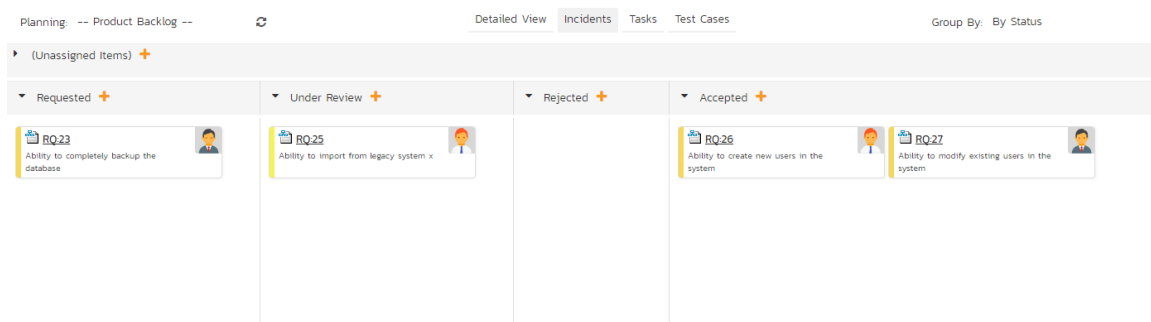 Planning: -- Product Backlog -- Detailed View Incidents Tasks Test Cases Group By: By Status
(Unassigned Items) +
Requested + Under Review + Rejected + Accepted +
RQ:23
Ability to completely backup the
database
RQ:25
Ability to import from legacy system x
RQ:26
Ability to create new users in the
system
RQ:27
Ability to modify existing users in the
system